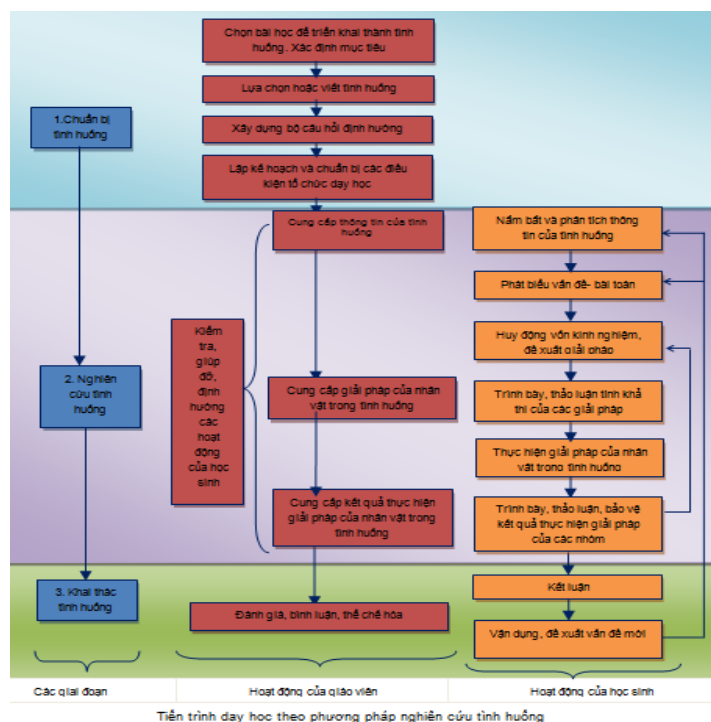 Chọn bài học để triển khai thành tình
huống. Xác định mục tiêu
Lựa chọn hoặc viết tình huống
1.Chuẩn bị
tình huống
Xây dựng bộ câu hỏi định hướng
Lập kế hoạch và chuẩn bị các điều
kiện tổ chức dạy học
Cung cấp thông tin của tình
huống
Nắm bắt và phân tích thông
tin của tình huống
Phát biểu vấn đề- bài toán
Kiểm
tra,
giúp
đỡ,
định
hướng
các
hoạt
động
của học
sinh
Huy động vốn kinh nghiệm,
đề xuất giải pháp
2. Nghiên
cứu tình
huống
Cung cấp giải pháp của nhân
vật trong tình huống
Trình bày, thảo luận tính khả
thi của các giải pháp
Thực hiện giải pháp của nhân
vật trong tình huống
Cung cấp kết quả thực hiện
giải pháp của nhân vật trong
tình huống
Trình bày, thảo luận, bảo vệ
kết quả thực hiện giải pháp
của các nhóm
3. Khai thác
tình huống
Kết luận
Đánh giá, bình luận, thể chế hóa
Vận dụng, đề xuất vấn đề mới
Các giai đoạn
Hoạt động của giáo viên
Hoạt động của học sinh
Tiến trình dạy học theo phương pháp nghiên cứu tình huống